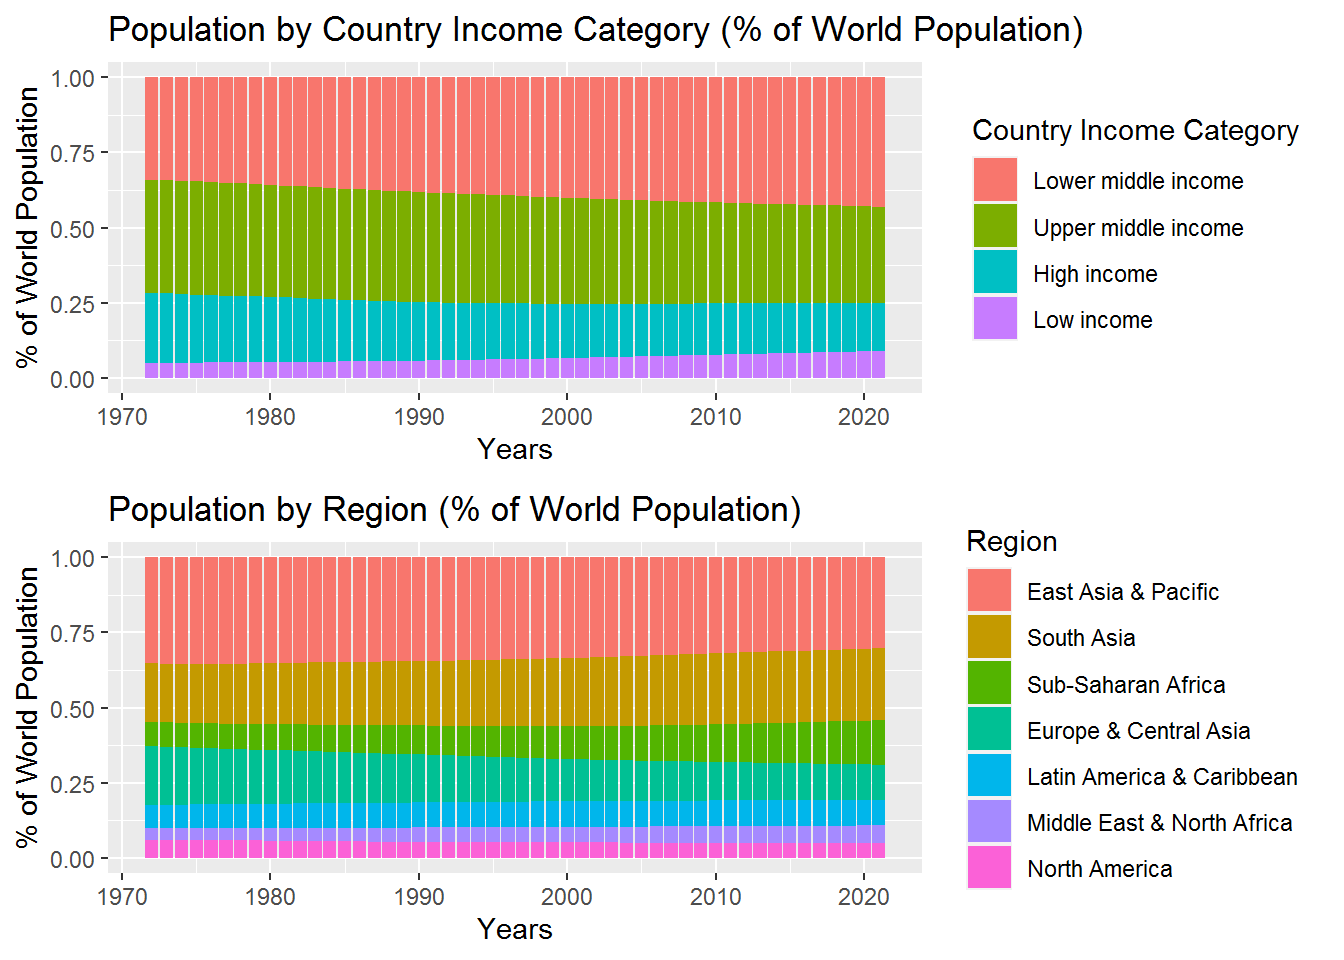 Population by Country Income Category (% of World Population)
% of World Population
1.00
0.75
0.50
0.25
0.00
1970 1980 1990 2000 2010 2020
Years
Country Income Category
Lower middle income
Upper middle income
High income
Low income
Population by Region (% of World Population)
% of World Population
1.00
0.75
0.50
0.25
0.00
1970 1980 1990 2000 2010 2020
Years
Region
East Asia & Pacific
South Asia
Sub-Saharan Africa
Europe & Central Asia
Latin America & Caribbean
Middle East & North Africa
North America